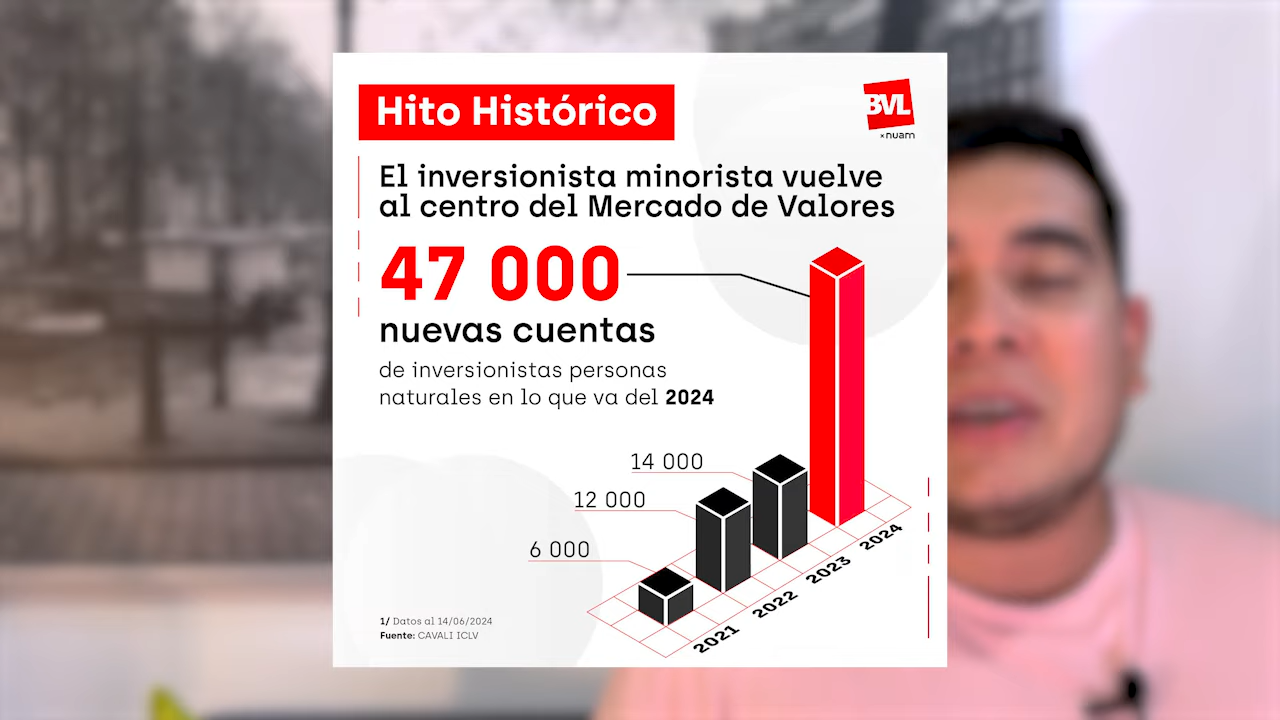 Hito Histórico
BVL
×nuam
El inversionista minorista vuelve
al centro del Mercado de Valores
47 000
nuevas cuentas
de inversionistas personas
naturales en lo que va del 2024
14 000
12 000
6 000
2021
2022
2023
2024
1/ Datos al 14/06/2024
Fuente: CAVALI ICLV